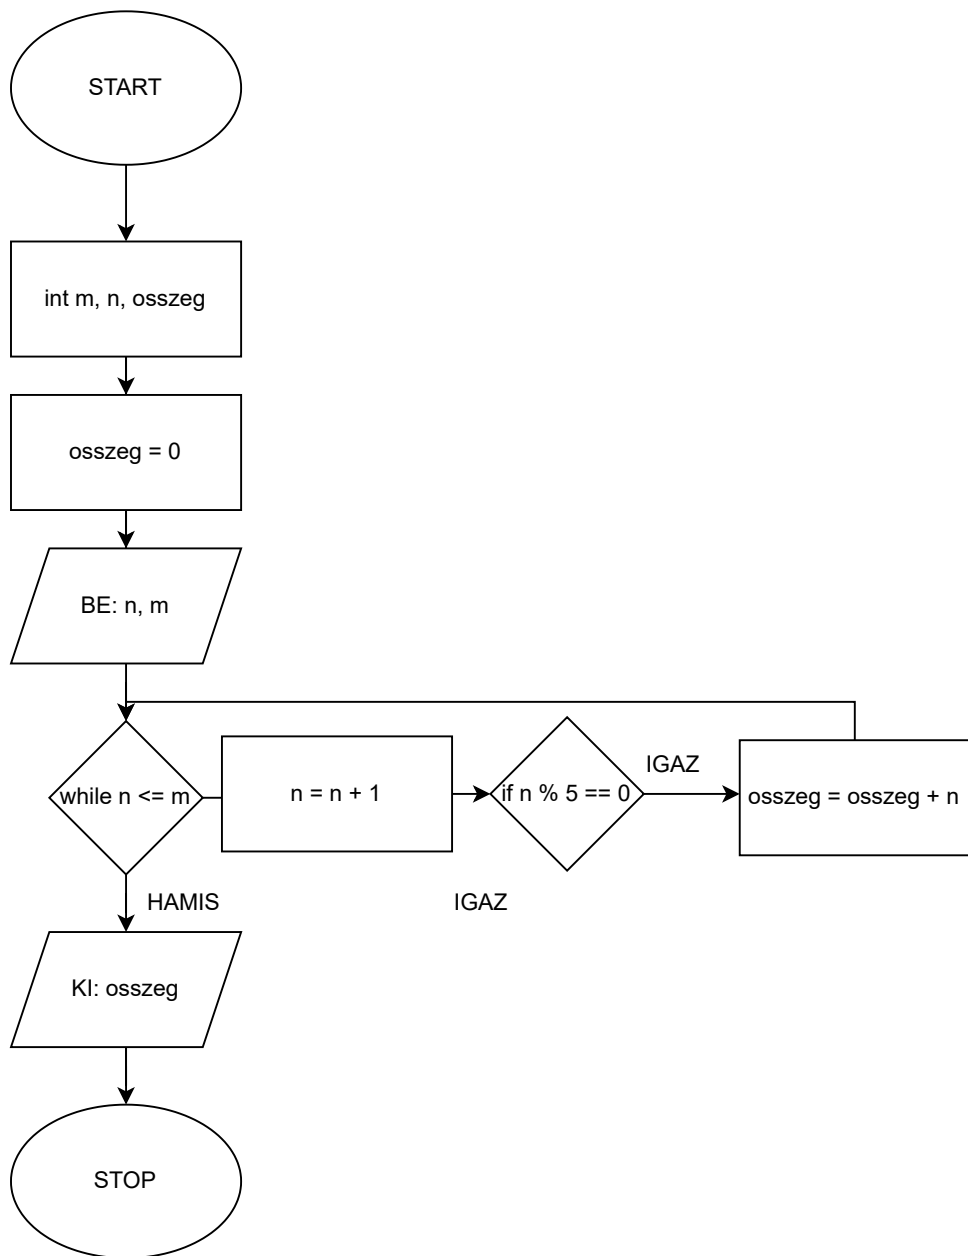 START
int m, n, osszeg
osszeg = 0
BE: n, m
while n <= m
n = n + 1
if n % 5 == 0
IGAZ
osszeg = osszeg + n
HAMIS
IGAZ
KI: osszeg
STOP